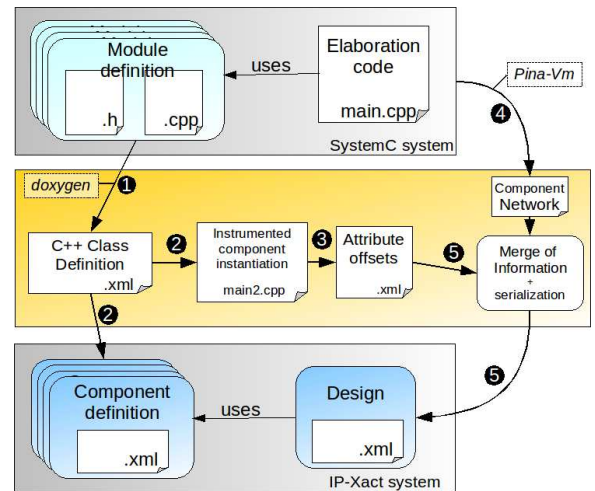 Module
definition
.h
.cpp
uses
Elaboration
code
main.cpp
SystemC system
Pina-Vm
4
doxygen
1
Component
Network
C++ Class
Definition
.xml
2
Instrumented
component
instantiation
main2.cpp
3
Attribute
offsets
.xml
5
Merge of
Information
+
serialization
2
5
Component
definition
.xml
uses
Design
.xml
IP-Xact system